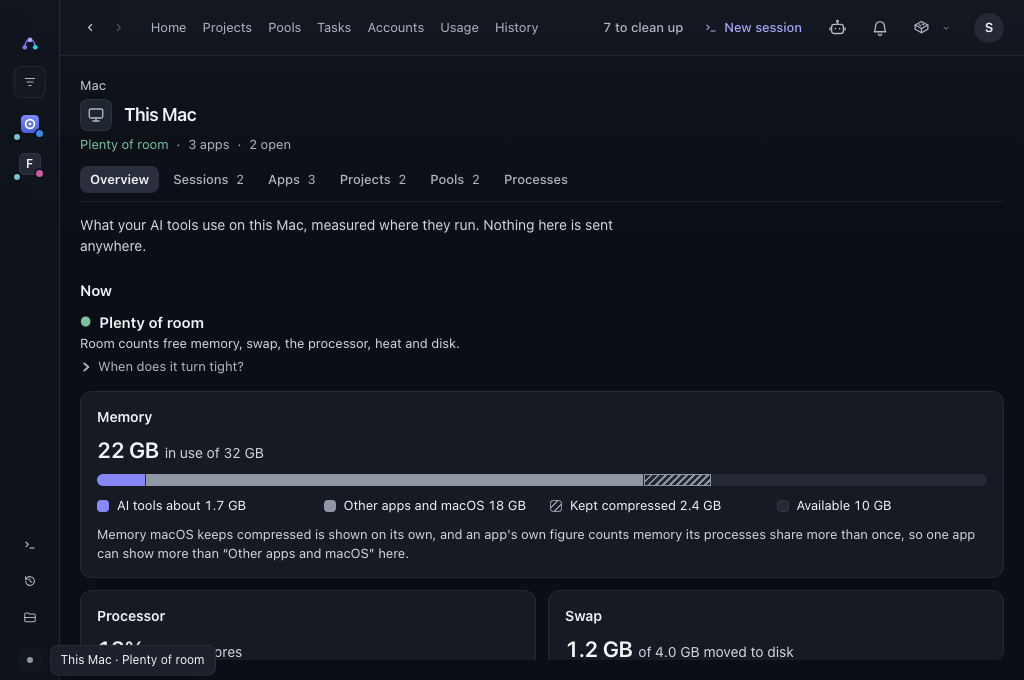 Home Projects Pools Tasks Accounts Usage History 7 to clean up New session S
Mac
This Mac
Plenty of room · 3 apps · 2 open
F
Overview Sessions 2 Apps 3 Projects 2 Pools 2 Processes
What your AI tools use on this Mac, measured where they run. Nothing here is sent
anywhere.
Now
Plenty of room
Room counts free memory, swap, the processor, heat and disk.
When does it turn tight?
Memory
22 GB in use of 32 GB
AI tools about 1.7 GB Other apps and macOS 18 GB Kept compressed 2.4 GB Available 10 GB
Memory macOS keeps compressed is shown on its own, and an app's own figure counts memory its processes share more than once, so one app
can show more than “Other apps and macOS” here.
Processor Swap
1.2 GB of 4.0 GB moved to disk
This Mac · Plenty of room